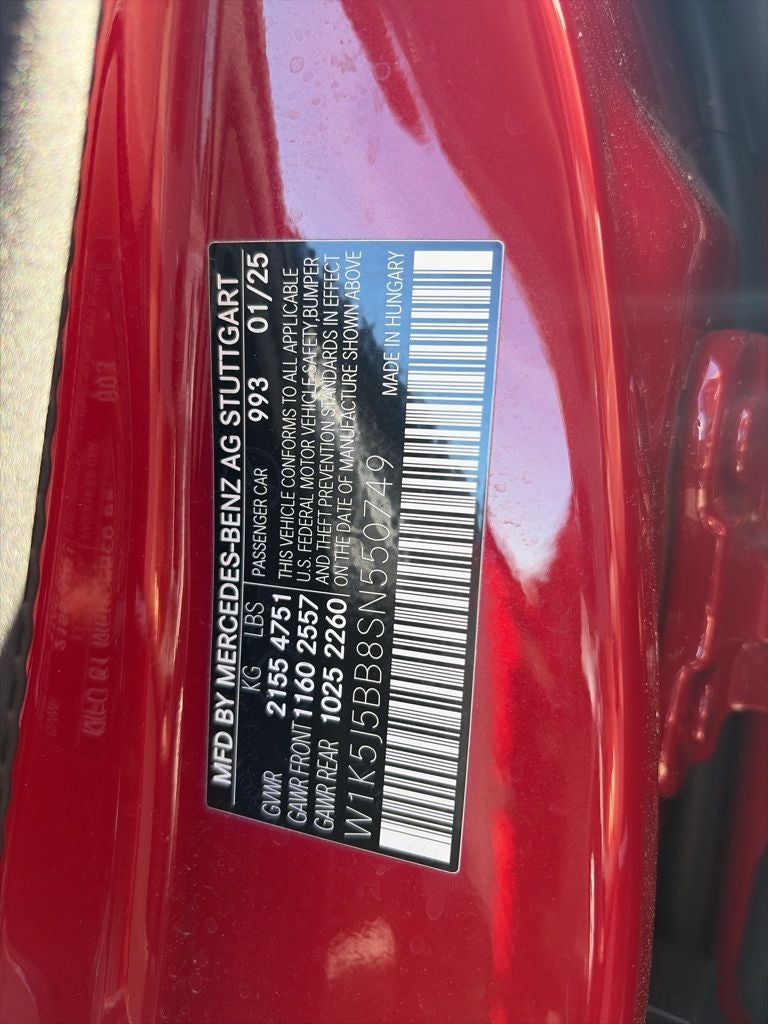 MFD BY MERCEDES-BENZ AG STUTTGART
KG LBS PASSENGER CAR 993 01/25
GVWR 2155 4751 THIS VEHICLE CONFORMS TO ALL APPLICABLE
GAWR FRONT 1160 2557 U.S. FEDERAL MOTOR VEHICLE SAFETY, BUMPER
GAWR REAR 1025 2260 AND THEFT PREVENTION STANDARDS IN EFFECT
ON THE DATE OF MANUFACTURE SHOWN ABOVE
W1K5J5BB8SN550749 MADE IN HUNGARY